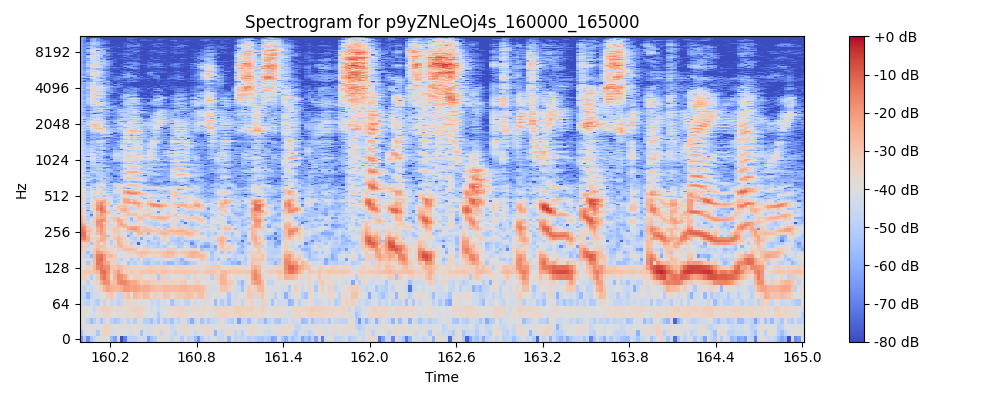 Spectrogram for p9yZNLeOj4s_160000_165000
Hz
8192
4096
2048
1024
512
256
128
64
0
160.2 160.8 161.4 162.0 162.6 163.2 163.8 164.4 165.0
Time
+0 dB
-10 dB
-20 dB
-30 dB
-40 dB
-50 dB
-60 dB
-70 dB
-80 dB